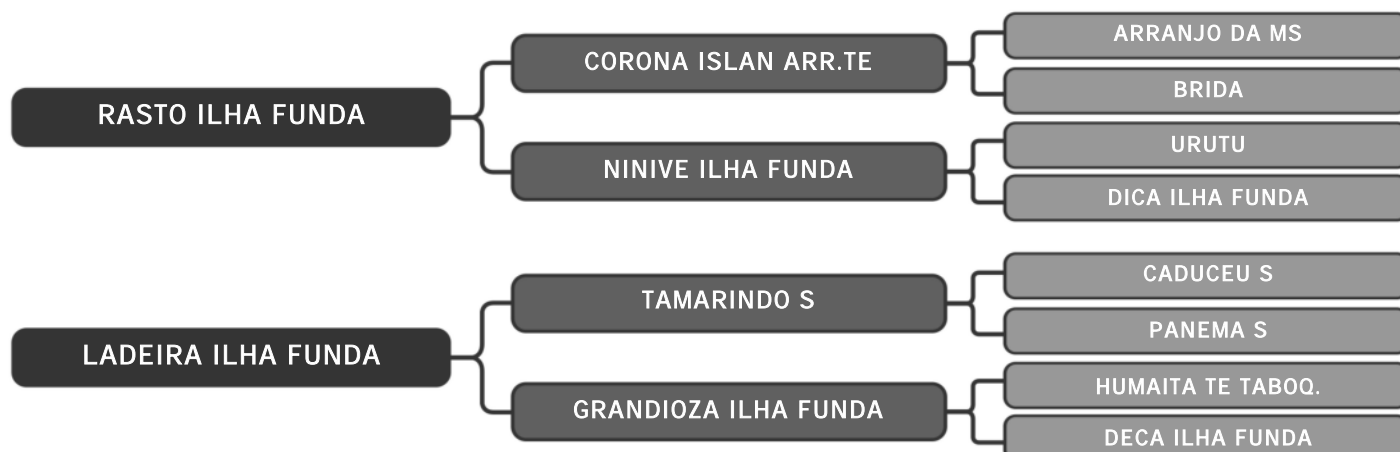 ARRANJO DA MS
CORONA ISLAN ARR.TE
BRIDA
RASTO ILHA FUNDA
URUTU
NINIVE ILHA FUNDA
DICA ILHA FUNDA
CADUCEU S
TAMARINDO S
PANEMA S
LADEIRA ILHA FUNDA
HUMAITA TE TABOQ.
GRANDIOZA ILHA FUNDA
DECA ILHA FUNDA